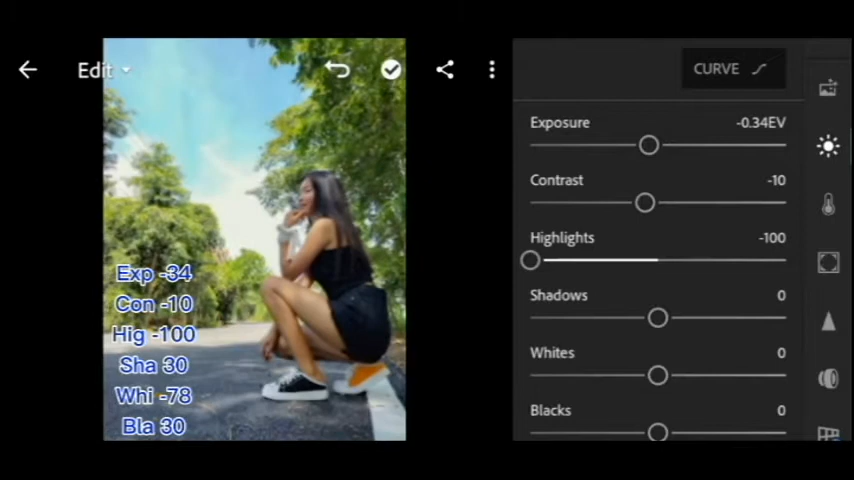 Edit
CURVE
Exposure -0.34EV
Contrast -10
Highlights -100
Shadows 0
Whites 0
Blacks 0
Exp -34
Con -10
Hig -100
Sha 30
Whi -78
Bla 30